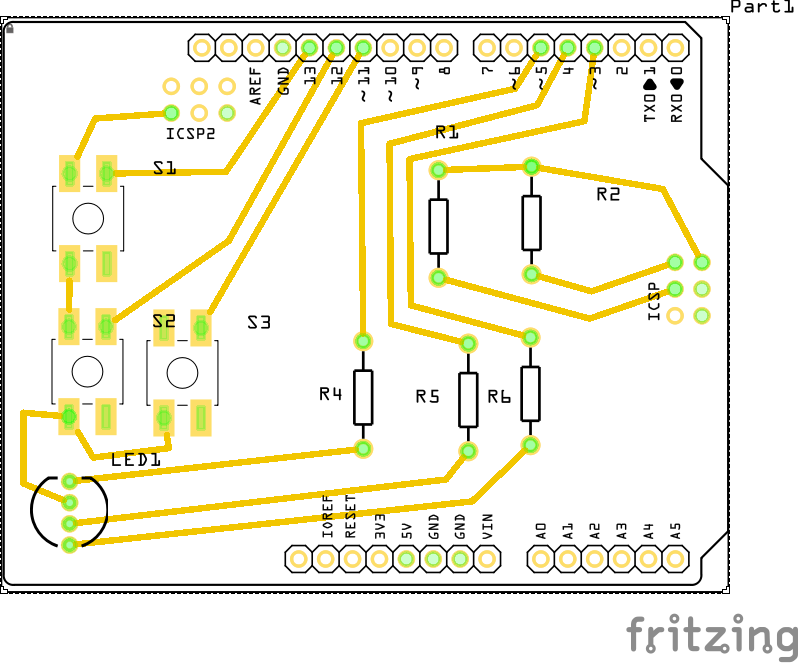 Part1
AREF
GND
13
12
~11
~10
~9
8
7
~6
~5
4
~3
2
TX0 1
RX0 0
ICSP2
R1
S1
R2
ICSP
S2
S3
R4
R5
R6
LED1
IOREF
RESET
3V3
5V
GND
GND
VIN
A0
A1
A2
A3
A4
A5
fritzing